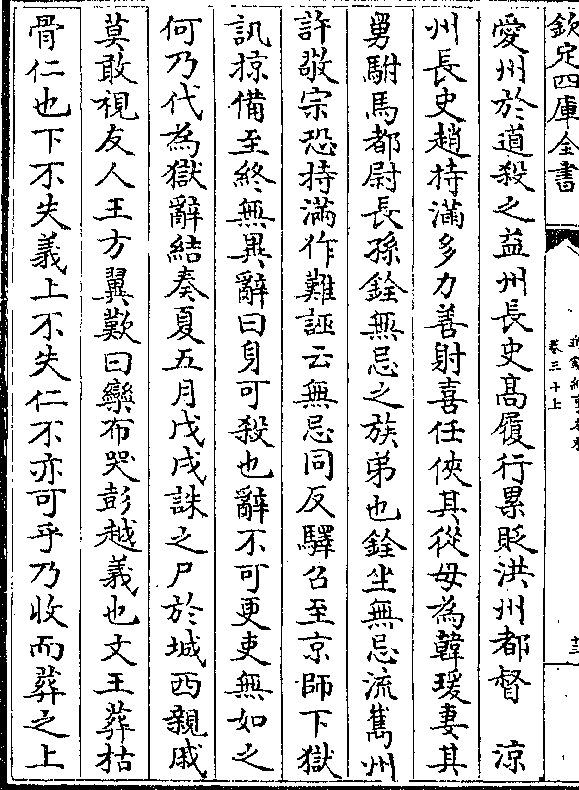 欽定四庫全書
卷三十上
愛州於道殺之益州長史高履行累貶洪州都督　涼
州長史趙持滿多力善射喜任俠其從母為韓瑗妻其
舅駙馬都尉長孫銓無忌之族弟也銓坐無忌流雟州
許敬宗恐持滿作難誣云無忌同反驛召至京師下獄
訊掠備至終無異辭曰身可殺也辭不可更吏無如之
何乃代為獄辭結奏夏五月戊戌誅之尸於城西親戚
莫敢視友人王方翼歎曰欒布哭彭越義也文王葬枯
骨仁也下不失義上不失仁不亦可乎乃收而葬之上